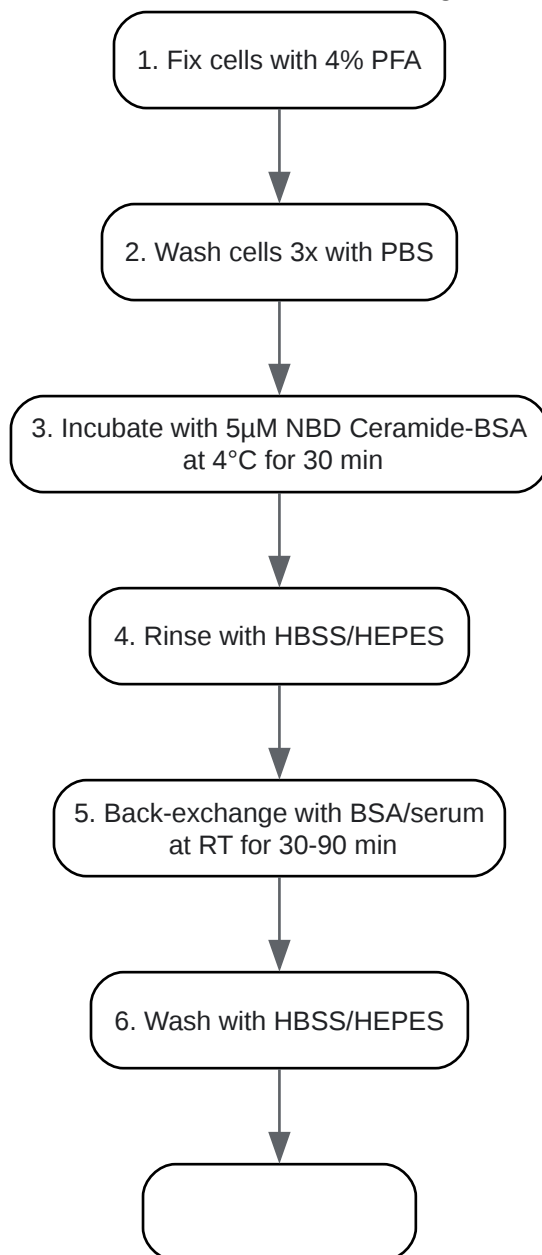 1. Fix cells with 4% PFA
2. Wash cells 3x with PBS
3. Incubate with 5µM NBD Ceramide-BSA
at 4°C for 30 min
4. Rinse with HBSS/HEPES
5. Back-exchange with BSA/serum
at RT for 30-90 min
6. Wash with HBSS/HEPES